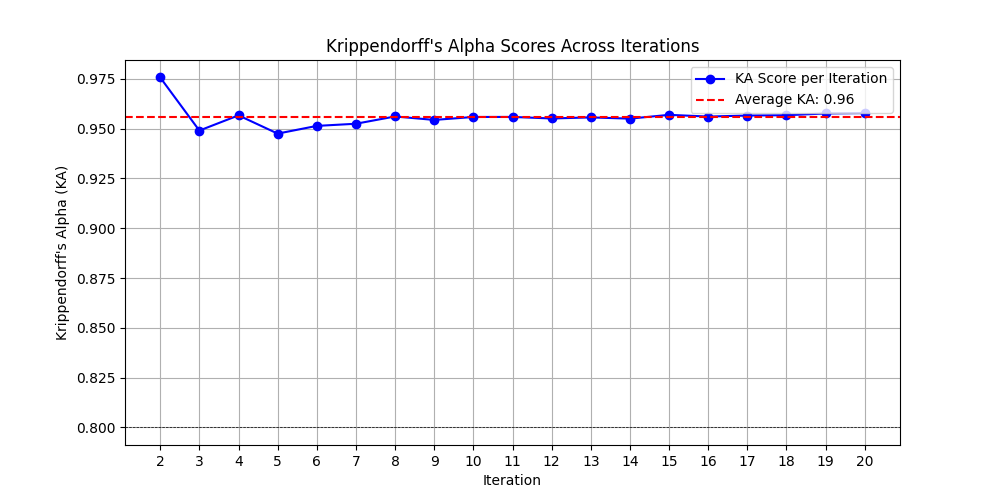 Krippendorff's Alpha Scores Across Iterations
KA Score per Iteration
Average KA: 0.96
Krippendorff's Alpha (KA)
0.975
0.950
0.925
0.900
0.875
0.850
0.825
0.800
2 3 4 5 6 7 8 9 10 11 12 13 14 15 16 17 18 19 20
Iteration